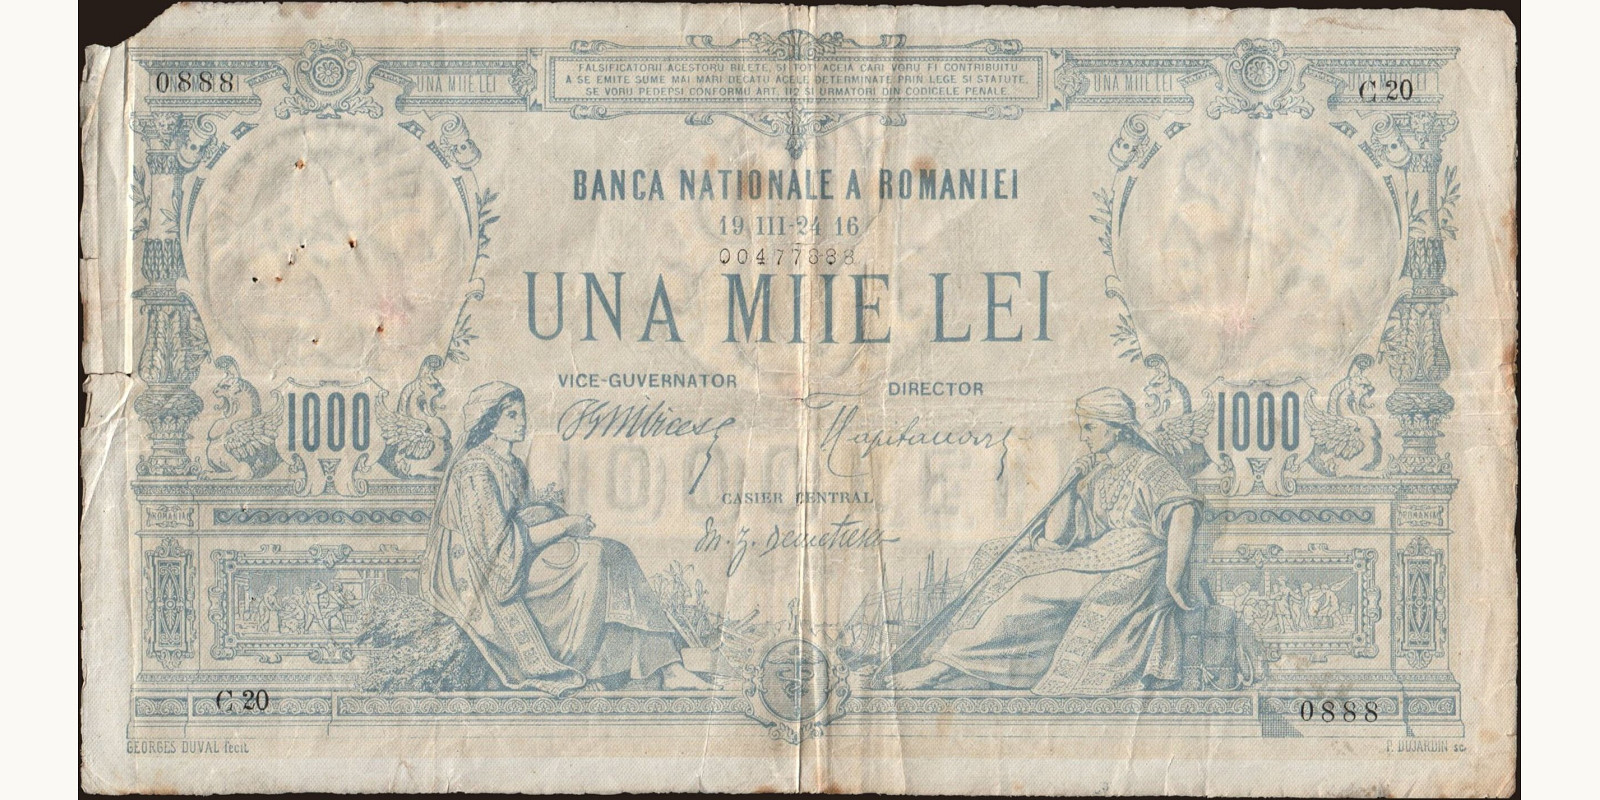 FALSIFICATORII ACESTORU BILETE, SI TOTI ACEIA CARI VORU FI CONTRIBUITU
A SE EMITE SUME MAI MARI DECATU ACELE DETERMINATE PRIN LEGE SI STATUTE,
SE VORU PEDEPSI CONFORMU ART. 112 SI URMATORI DIN CODICELE PENALE.
0888
UNA MIIE LEI
UNA MIIE LEI
C 20
BANCA NATIONALE A ROMANIEI
19 III-24 16
00477888
UNA MIIE LEI
VICE-GUVERNATOR
DIRECTOR
1000
1000
CASIER CENTRAL
ROMANIA
ROMANIA
C 20
0888
GEORGES DUVAL fecit
P. DUJARDIN sc.